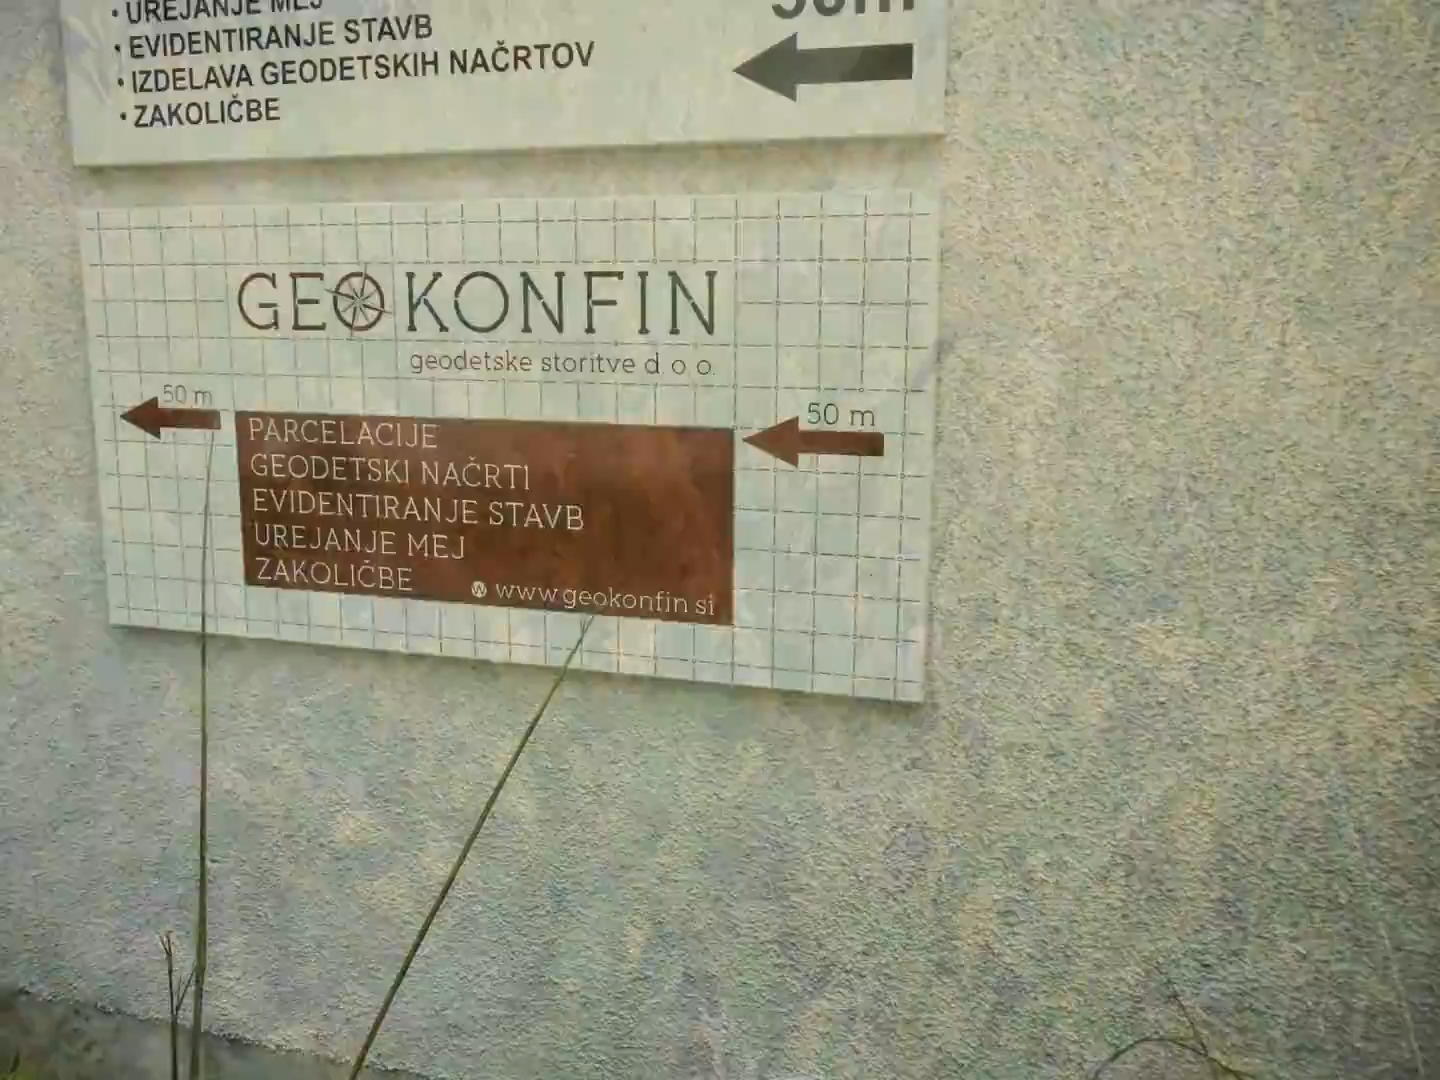 • UREJANJE MEJ
50m
• EVIDENTIRANJE STAVB
• IZDELAVA GEODETSKIH NAČRTOV
• ZAKOLIČBE
GEOKONFIN
geodetske storitve d.o.o.
50 m
50 m
PARCELACIJE
GEODETSKI NAČRTI
EVIDENTIRANJE STAVB
UREJANJE MEJ
ZAKOLIČBE
www.geokonfin.si